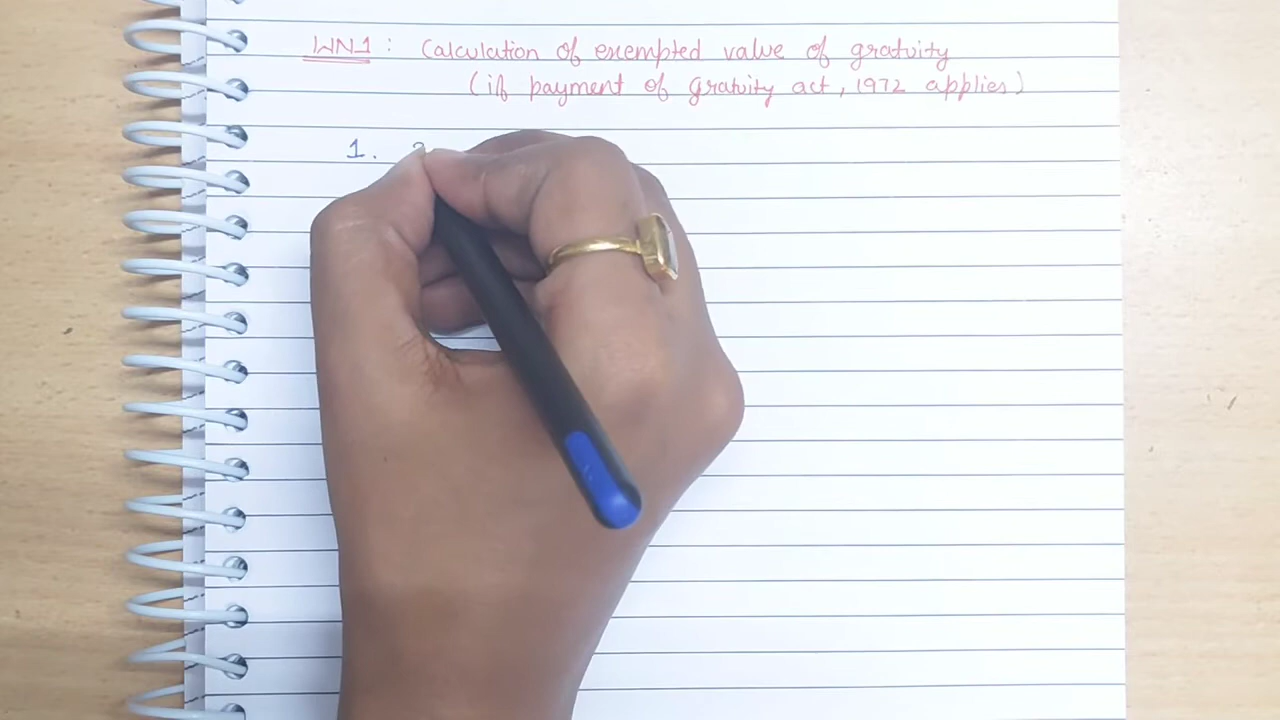 WN1 : Calculation of exempted value of gratuity
(if payment of gratuity act, 1972 applies)
1.